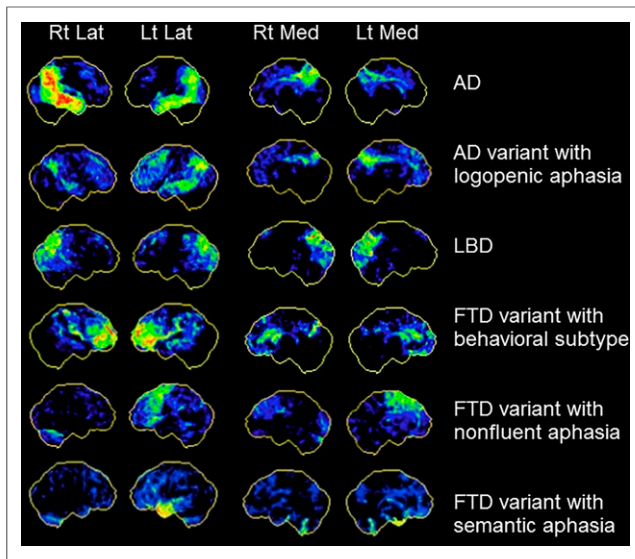 Rt Lat Lt Lat Rt Med Lt Med
AD
AD variant with
logopenic aphasia
LBD
FTD variant with
behavioral subtype
FTD variant with
nonfluent aphasia
FTD variant with
semantic aphasia